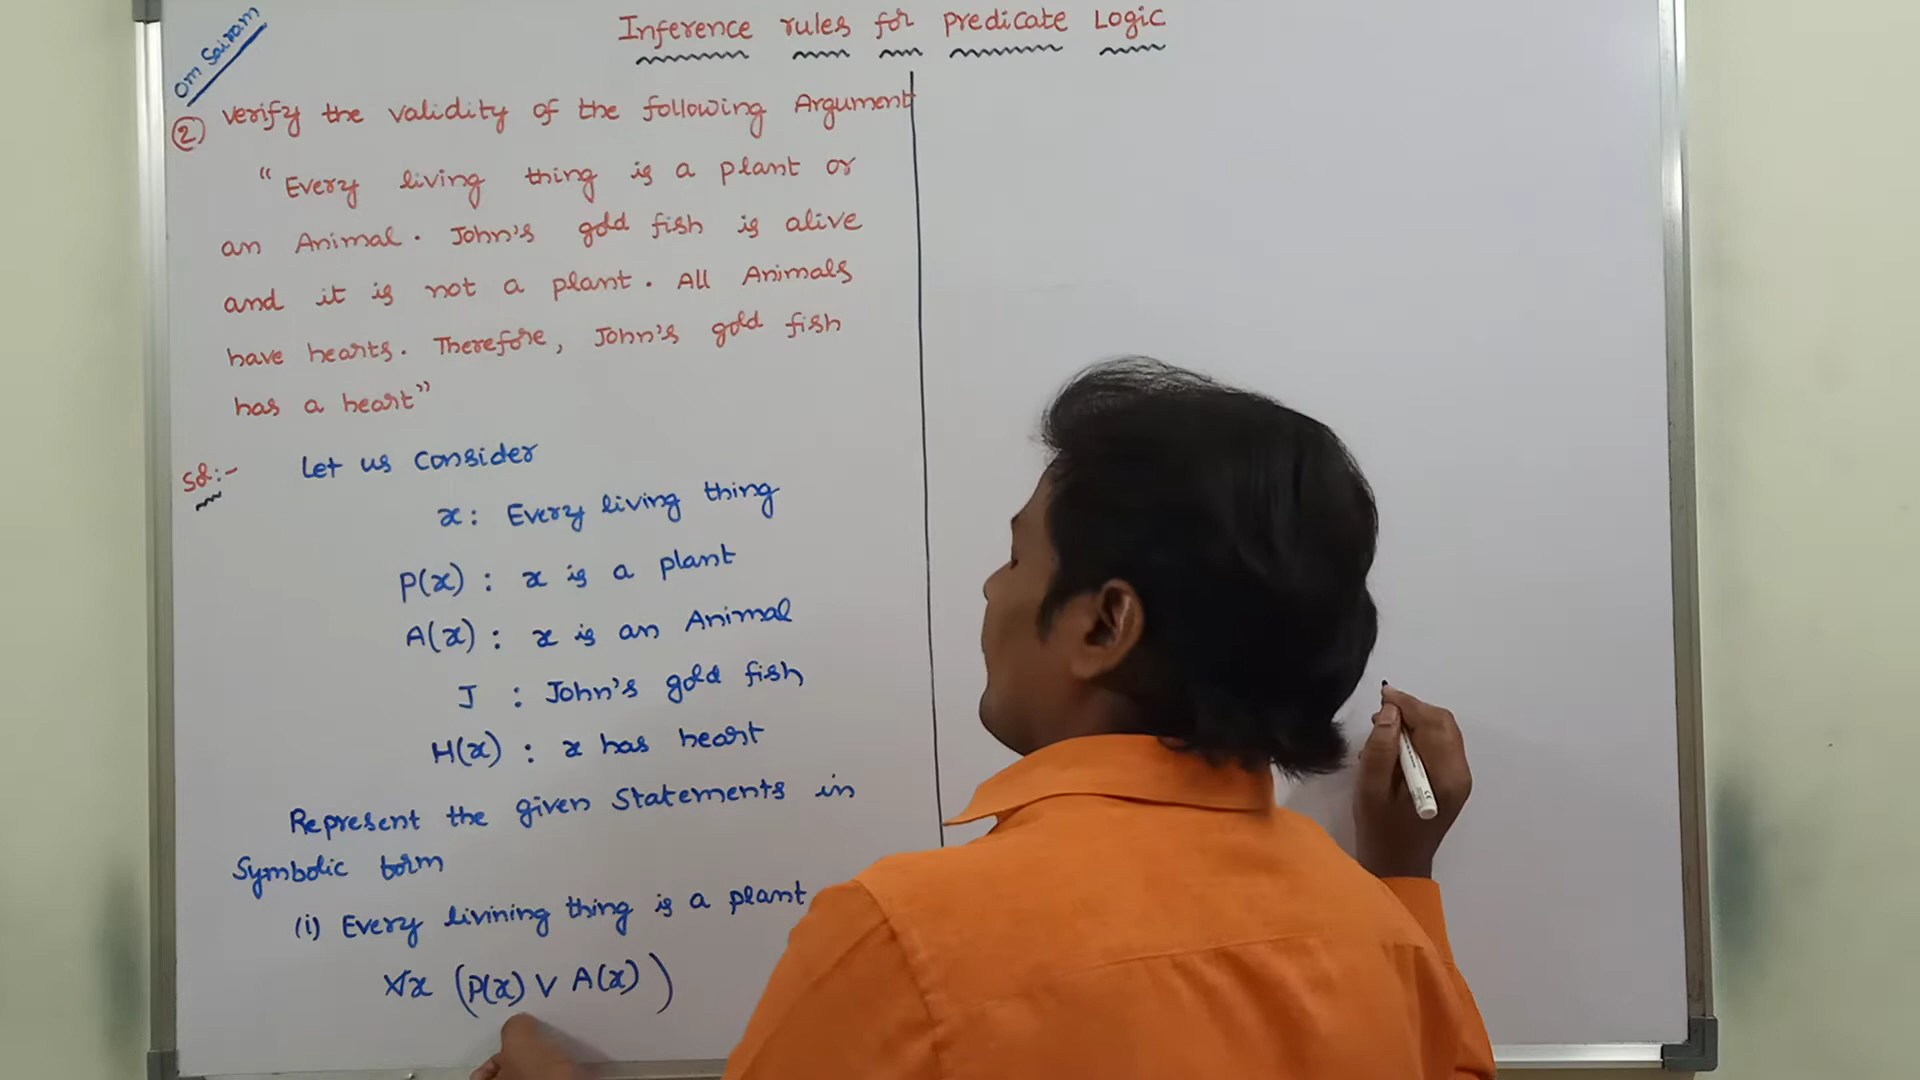 Om Sairam
Inference rules for predicate Logic
② Verify the validity of the following Argument
“Every living thing is a plant or
an Animal. John's gold fish is alive
and it is not a plant. All Animals
have hearts. Therefore, John's gold fish
has a heart”
Sol:- Let us consider
x: Every living thing
P(x) : x is a plant
A(x) : x is an Animal
J : John's gold fish
H(x) : x has heart
Represent the given Statements in
Symbolic form
(i) Every livining thing is a plant
∀x (P(x) ∨ A(x))